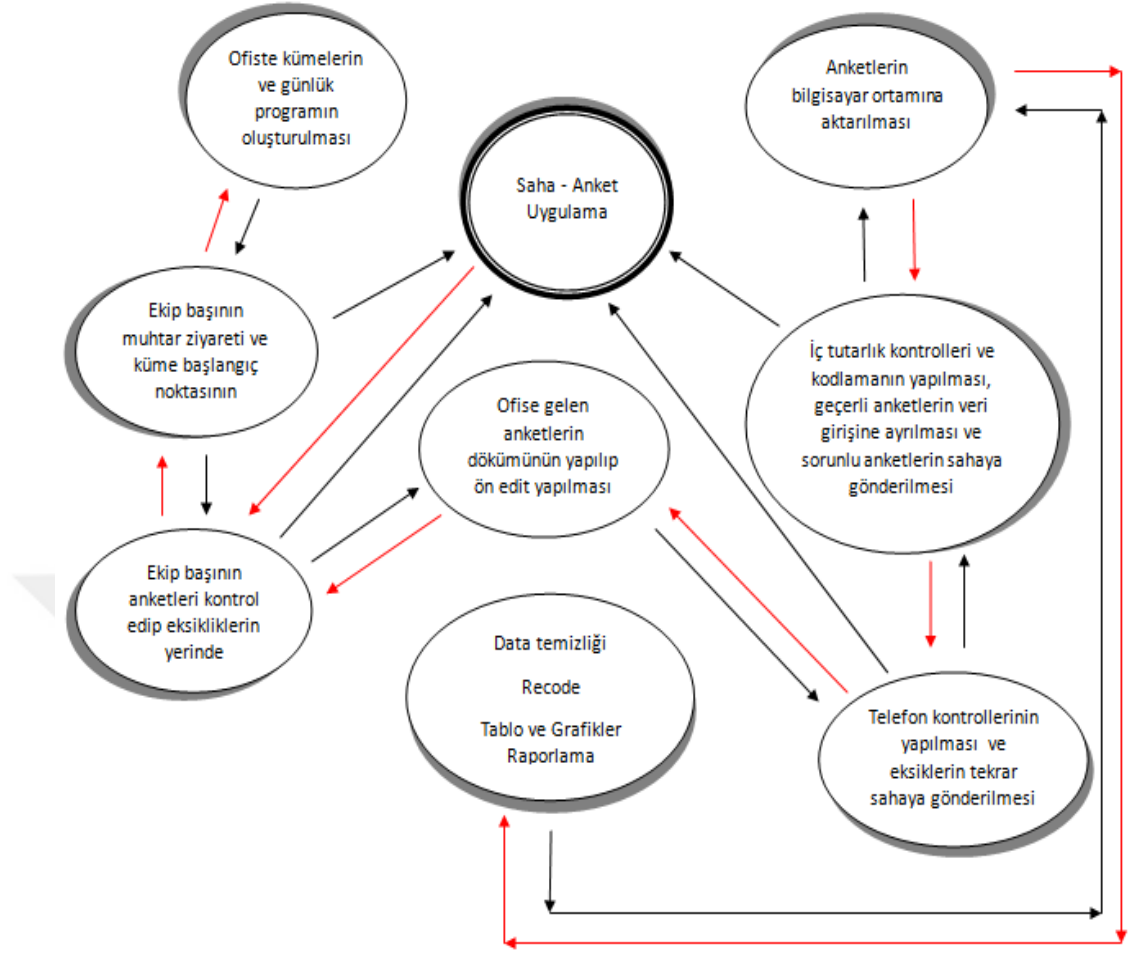 Ofiste kümelerin
ve günlük
programın
oluşturulması
Anketlerin
bilgisayar ortamına
aktarılması
Saha - Anket
Uygulama
Ekip başının
muhtar ziyareti ve
küme başlangıç
noktasının
İç tutarlık kontrolleri ve
kodlamanın yapılması,
geçerli anketlerin veri
girişine ayrılması ve
sorunlu anketlerin sahaya
gönderilmesi
Ofise gelen
anketlerin
dökümünün yapılıp
ön edit yapılması
Ekip başının
anketleri kontrol
edip eksikliklerin
yerinde
Data temizliği
Recode
Tablo ve Grafikler
Raporlama
Telefon kontrollerinin
yapılması ve
eksiklerin tekrar
sahaya gönderilmesi